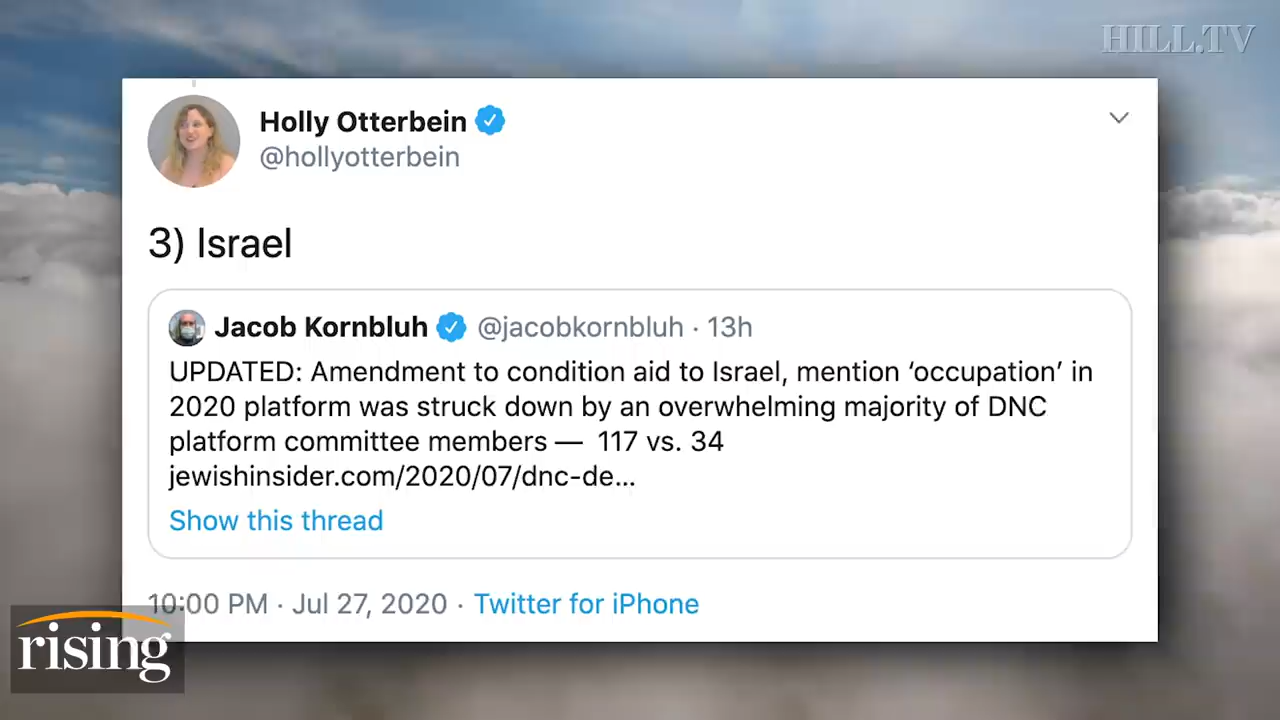 HILL.TV
Holly Otterbein
@hollyotterbein
3) Israel
Jacob Kornbluh @jacobkornbluh · 13h
UPDATED: Amendment to condition aid to Israel, mention ‘occupation’ in
2020 platform was struck down by an overwhelming majority of DNC
platform committee members — 117 vs. 34
jewishinsider.com/2020/07/dnc-de...
Show this thread
10:00 PM · Jul 27, 2020 · Twitter for iPhone
rising